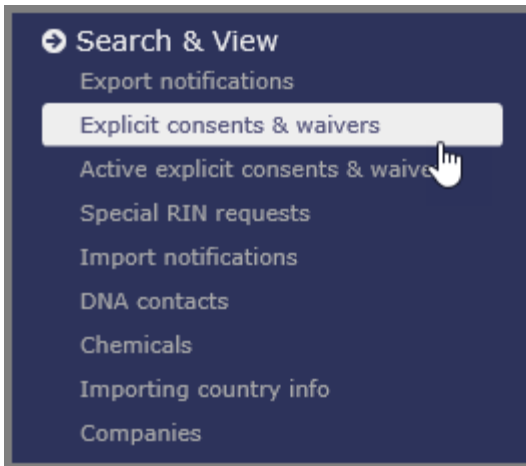 Search & View
Export notifications
Explicit consents & waivers
Active explicit consents &
Special RIN requests
Import notifications
DNA contacts
Chemicals
Importing country info
Companies